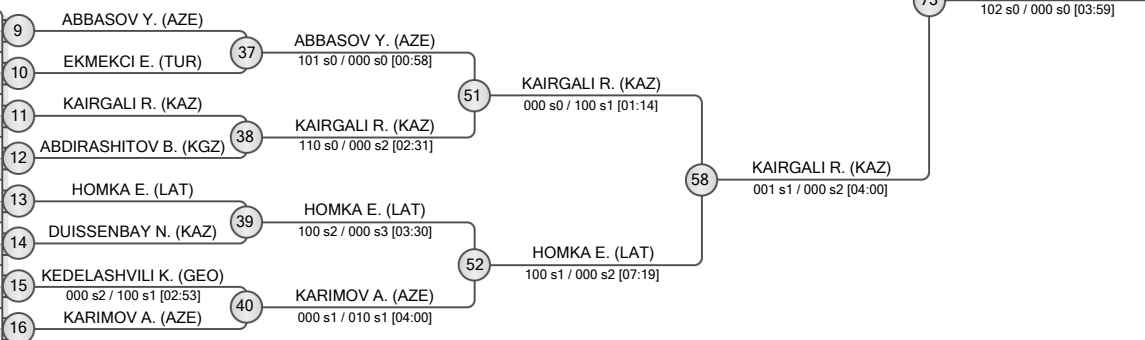 73
102 s0 / 000 s0 [03:59]
9
ABBASOV Y. (AZE)
10
EKMEKCI E. (TUR)
37
ABBASOV Y. (AZE)
101 s0 / 000 s0 [00:58]
11
KAIRGALI R. (KAZ)
12
ABDIRASHITOV B. (KGZ)
38
KAIRGALI R. (KAZ)
110 s0 / 000 s2 [02:31]
51
KAIRGALI R. (KAZ)
000 s0 / 100 s1 [01:14]
13
HOMKA E. (LAT)
14
DUISSENBAY N. (KAZ)
39
HOMKA E. (LAT)
100 s2 / 000 s3 [03:30]
15
KEDELASHVILI K. (GEO)
000 s2 / 100 s1 [02:53]
16
KARIMOV A. (AZE)
40
KARIMOV A. (AZE)
000 s1 / 010 s1 [04:00]
52
HOMKA E. (LAT)
100 s1 / 000 s2 [07:19]
58
KAIRGALI R. (KAZ)
001 s1 / 000 s2 [04:00]